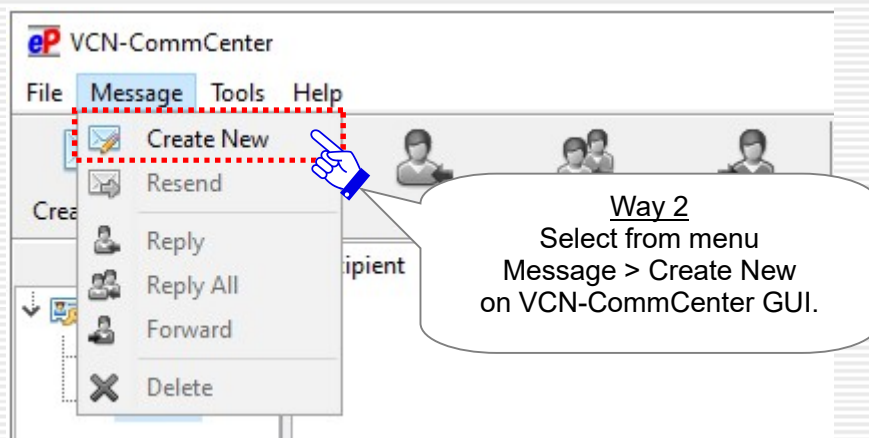 eP VCN-CommCenter
File Message Tools Help
Create New
Resend
Crea
Reply
ipient
Reply All
Forward
Delete
Way 2
Select from menu
Message > Create New
on VCN-CommCenter GUI.